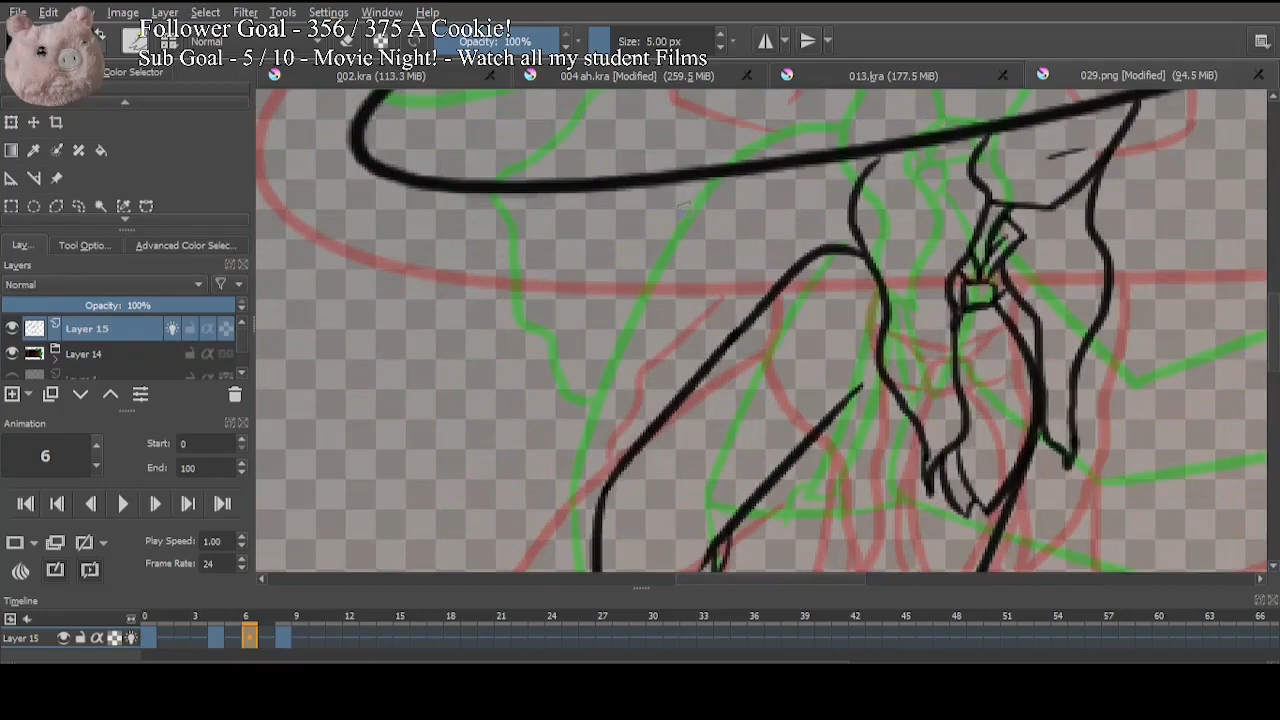 File Edit View Image Layer Select Filter Tools Settings Window Help
Follower Goal - 356 / 375 A Cookie!
Normal Opacity: 100% Size: 5.00 px
Sub Goal - 5 / 10 - Movie Night! - Watch all my student Films
Color Selector
002.kra (113.3 MiB)
004 ah.kra [Modified] (259.5 MiB)
013.kra (177.5 MiB)
029.png [Modified] (94.5 MiB)
Lay... Tool Optio... Advanced Color Selec...
Layers
Normal
Opacity: 100%
Layer 15
Layer 14
Animation
6
Start: 0
End: 100
Play Speed: 1.00
Frame Rate: 24
Timeline
0 3 6 9 12 15 18 21 24 27 30 33 36 39 42 45 48 51 54 57 60 63 66
Layer 15